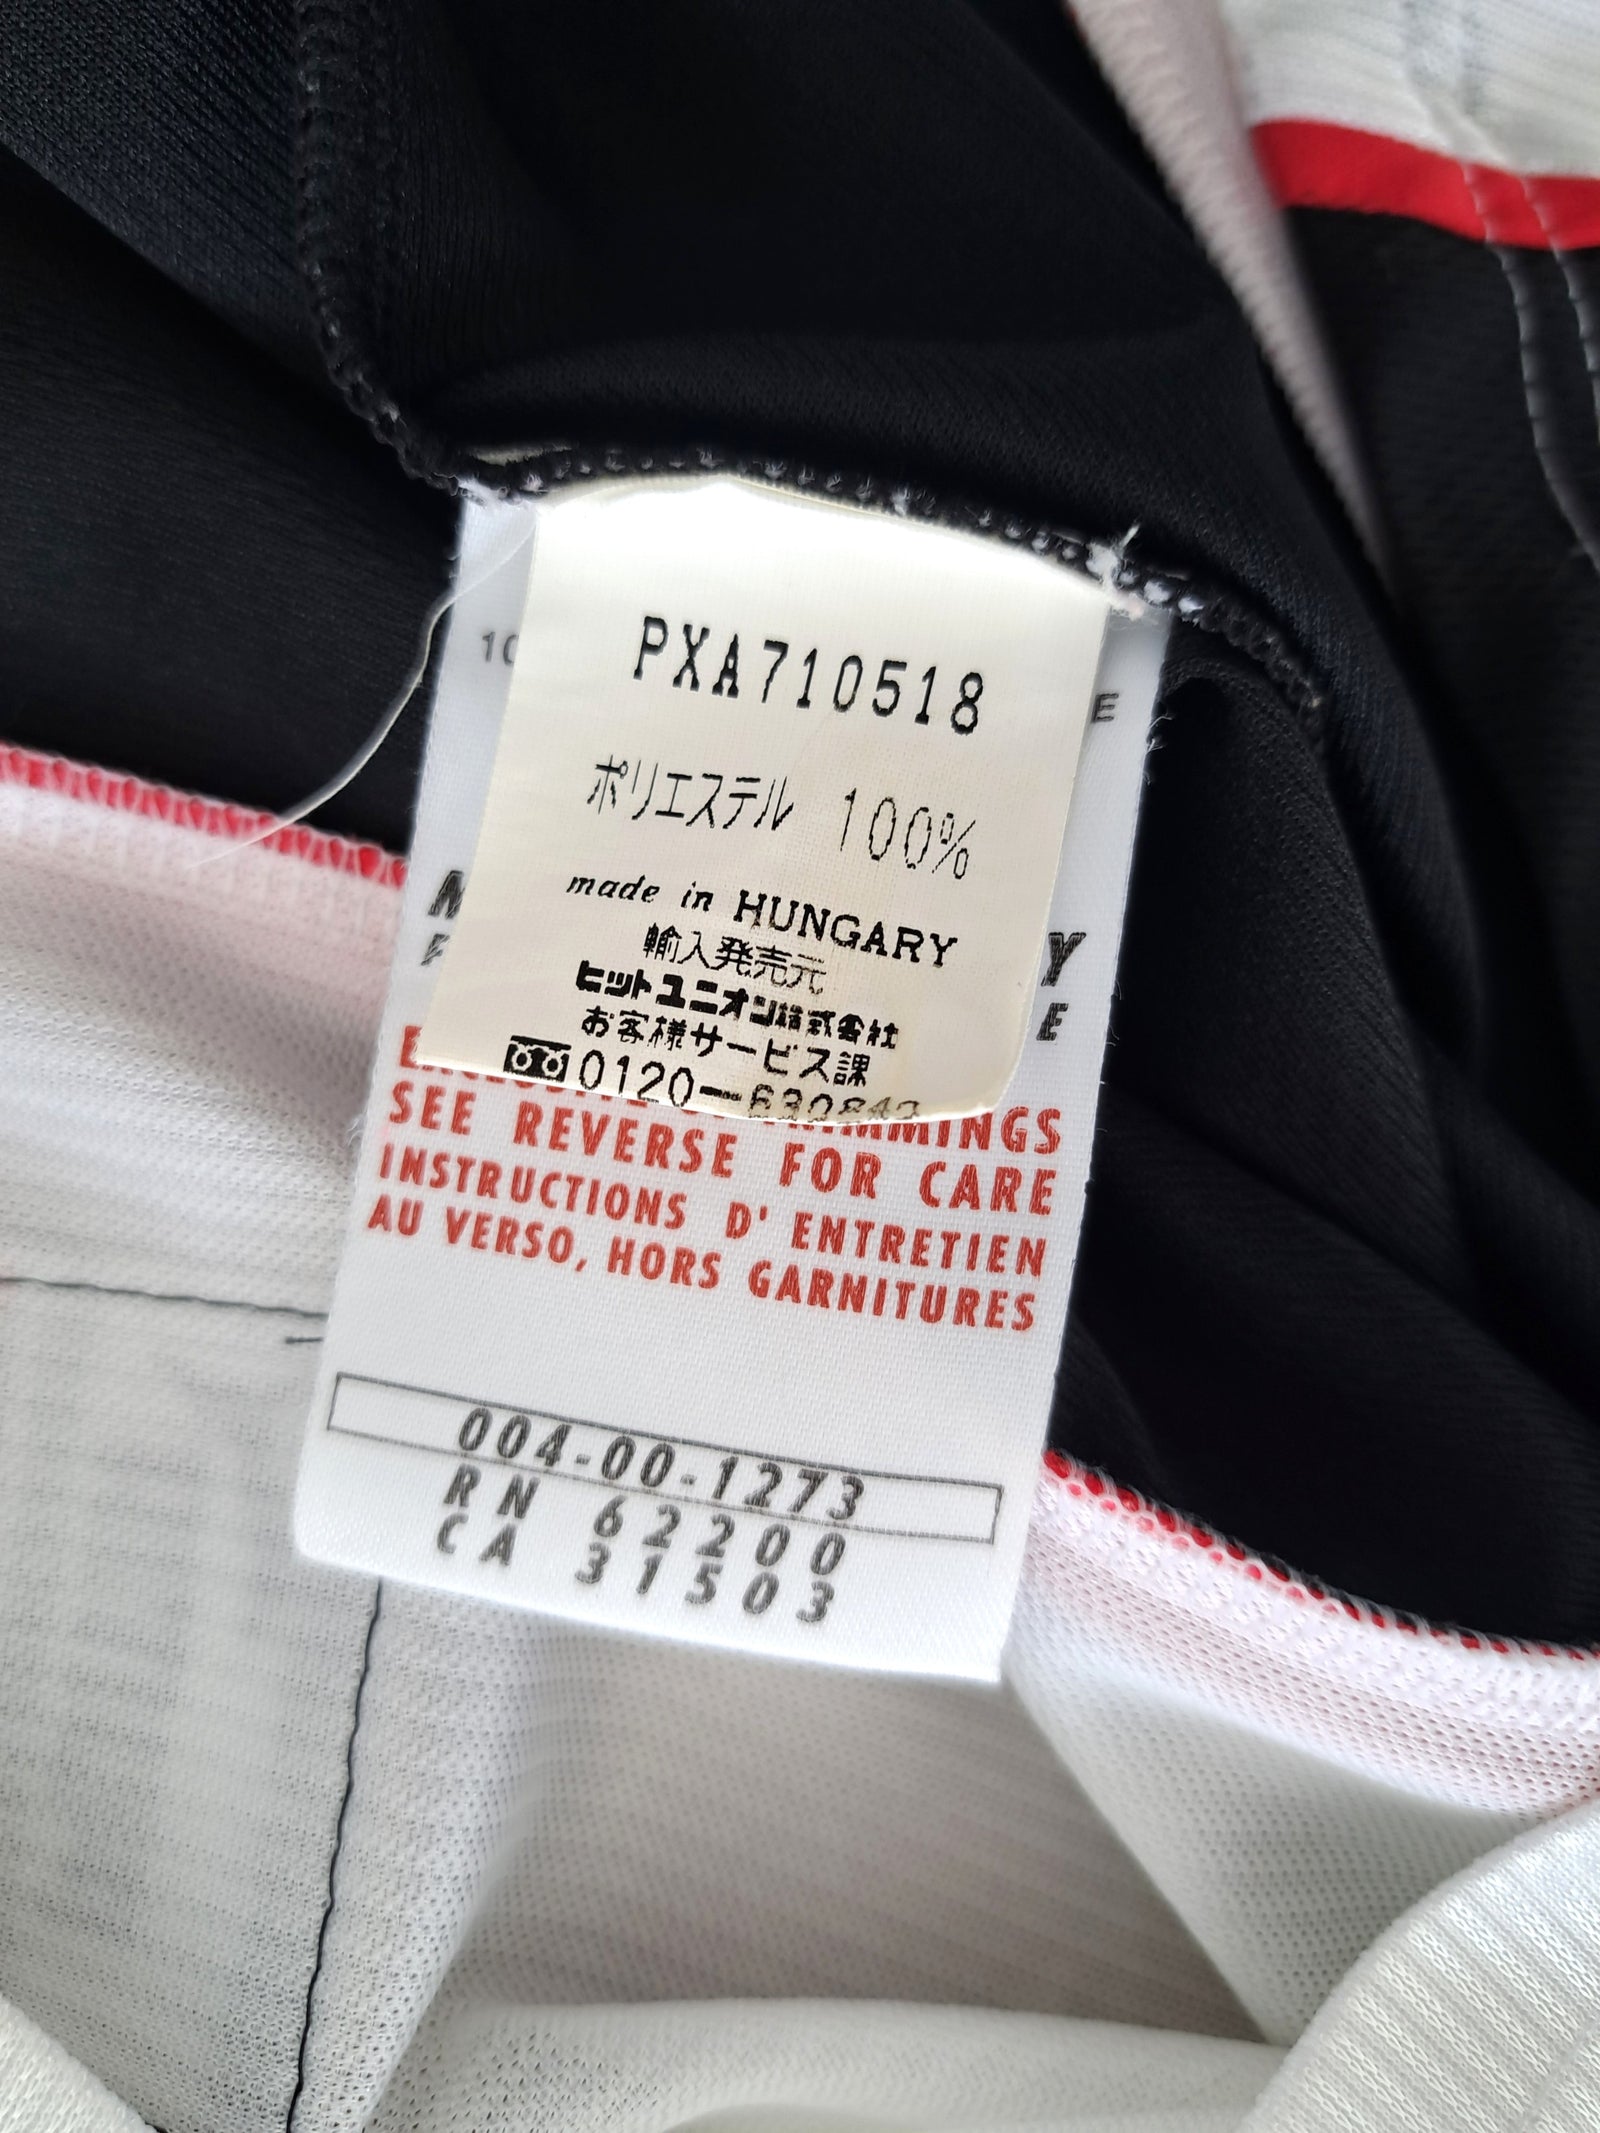 PXA710518
ポリエステル 100%
made in HUNGARY
輸入発売元
ヒットユニオン株式会社
お客様サービス課
0120-630842
SEE REVERSE FOR CARE
INSTRUCTIONS D' ENTRETIEN
AU VERSO, HORS GARNITURES
004-00-1273
RN 62200
CA 31503